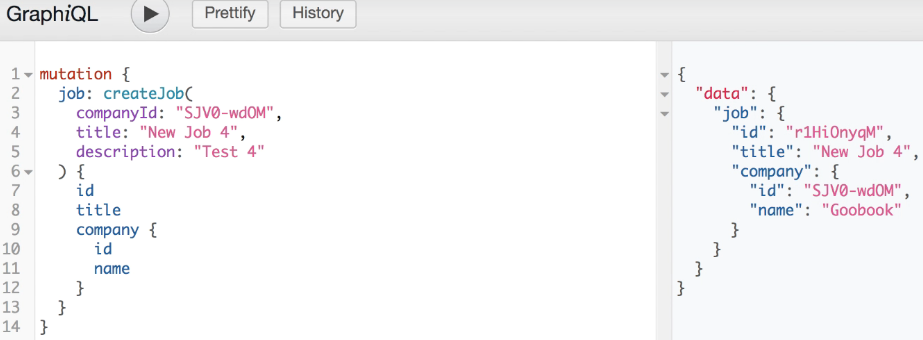 GraphiQL Prettify History
1 mutation {
2 job: createJob(
3 companyId: "SJV0-wdOM",
4 title: "New Job 4",
5 description: "Test 4"
6 ) {
7 id
8 title
9 company {
10 id
11 name
12 }
13 }
14 }
{
"data": {
"job": {
"id": "r1HiOnyqM",
"title": "New Job 4",
"company": {
"id": "SJV0-wdOM",
"name": "Goobook"
}
}
}
}